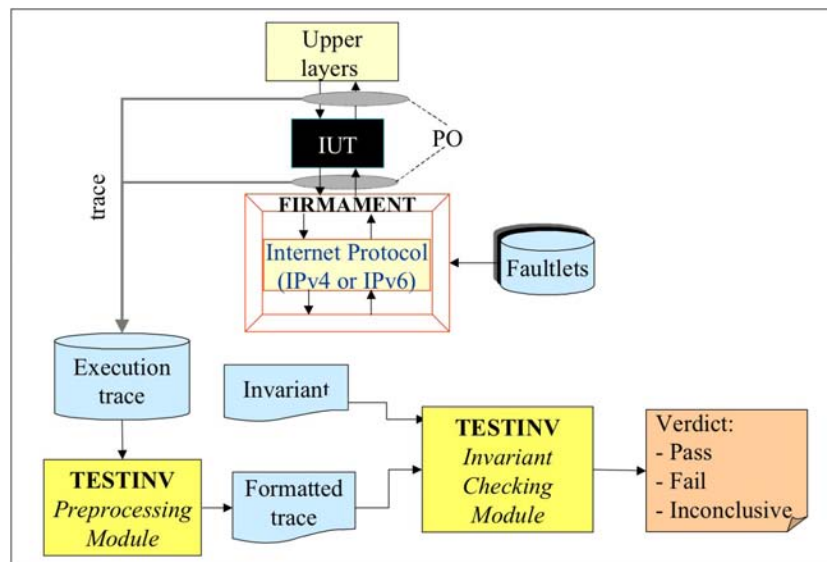 Upper
layers
PO
IUT
trace
FIRMAMENT
Internet Protocol
(IPv4 or IPv6)
Faultlets
Execution
trace
Invariant
TESTINV
Preprocessing
Module
Formatted
trace
TESTINV
Invariant
Checking
Module
Verdict:
- Pass
- Fail
- Inconclusive